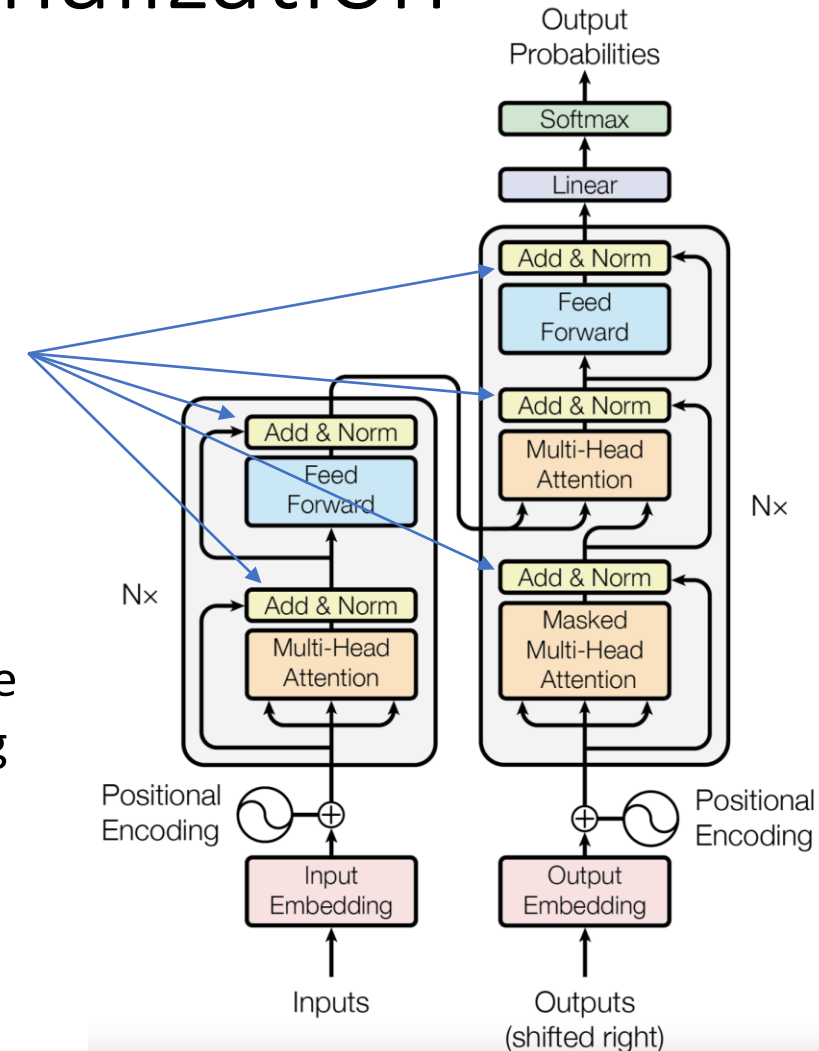 Output
Probabilities
Softmax
Linear
Add & Norm
Feed
Forward
Add & Norm
Multi-Head
Attention
Nx
Add & Norm
Masked
Multi-Head
Attention
Add & Norm
Feed
Forward
Nx
Add & Norm
Multi-Head
Attention
Positional
Encoding
Positional
Encoding
Input
Embedding
Output
Embedding
Inputs
Outputs
(shifted right)